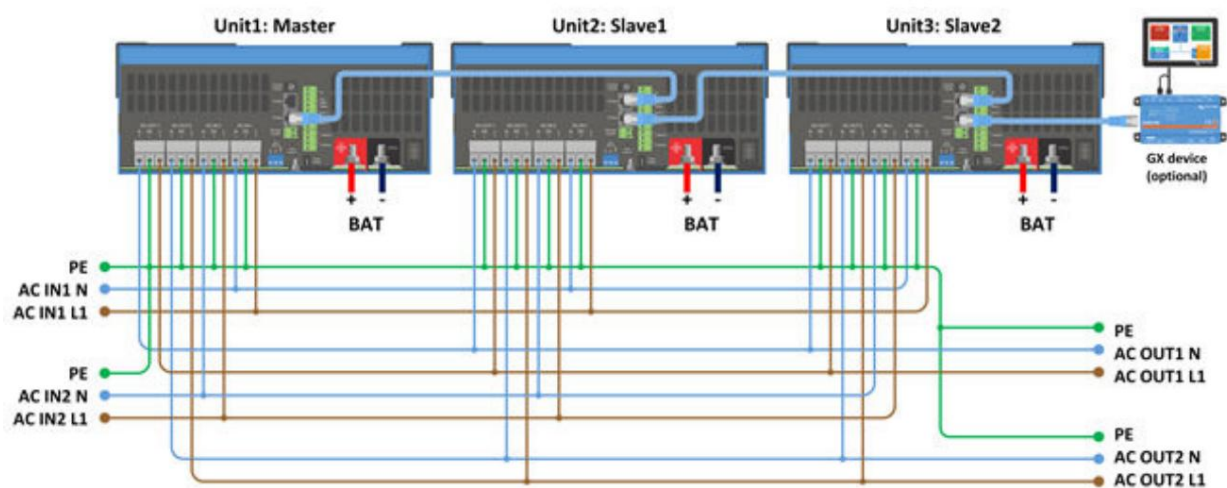 Unit1: Master
Unit2: Slave1
Unit3: Slave2
GX device
(optional)
+ -
BAT
+ -
BAT
+ -
BAT
PE
AC IN1 N
AC IN1 L1
PE
AC IN2 N
AC IN2 L1
PE
AC OUT1 N
AC OUT1 L1
PE
AC OUT2 N
AC OUT2 L1